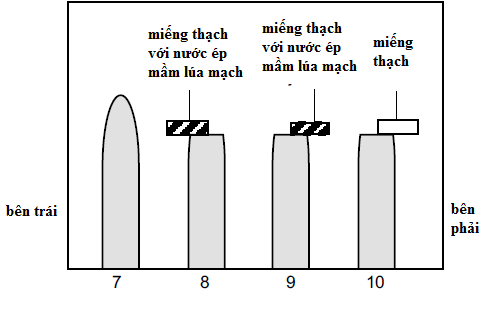 miếng thạch
với nước ép
mầm lúa mạch
miếng thạch
với nước ép
mầm lúa mạch
miếng
thạch
bên trái
bên
phải
7
8
9
10